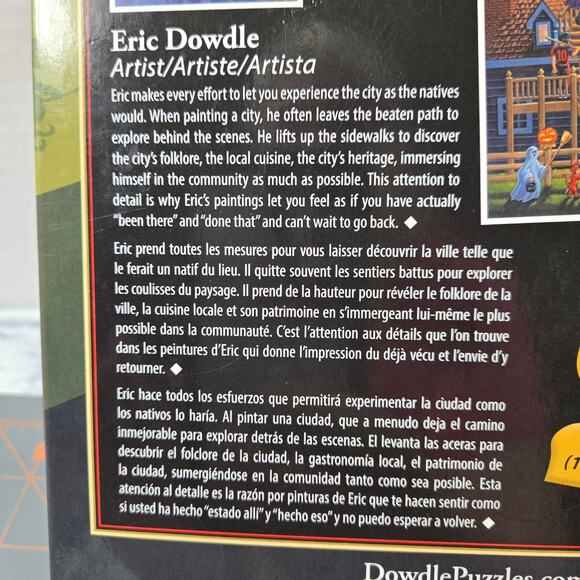 Eric Dowdle
Artist/Artiste/Artista
Eric makes every effort to let you experience the city as the natives
would. When painting a city, he often leaves the beaten path to
explore behind the scenes. He lifts up the sidewalks to discover
the city's folklore, the local cuisine, the city's heritage, immersing
himself in the community as much as possible. This attention to
detail is why Eric's paintings let you feel as if you have actually
"been there" and "done that" and can't wait to go back. ◆
Eric prend toutes les mesures pour vous laisser découvrir la ville telle que
le ferait un natif du lieu. Il quitte souvent les sentiers battus pour explorer
les coulisses du paysage. Il prend de la hauteur pour révéler le folklore de la
ville, la cuisine locale et son patrimoine en s'immergeant lui-même le plus
possible dans la communauté. C'est l'attention aux détails que l'on trouve
dans les peintures d'Eric qui donne l'impression du déjà vécu et l'envie d'y
retourner. ◆
Eric hace todos los esfuerzos que permitirá experimentar la ciudad como
los nativos lo haría. Al pintar una ciudad, que a menudo deja el camino
inmejorable para explorar detrás de las escenas. El levanta las aceras para
descubrir el folclore de la ciudad, la gastronomía local, el patrimonio de
la ciudad, sumergiéndose en la comunidad tanto como sea posible. Esta
atención al detalle es la razón por pinturas de Eric que te hacen sentir como
si usted ha hecho "estado allí" y "hecho eso" y no puedo esperar a volver. ◆
10
(1
DowdlePuzzles.com